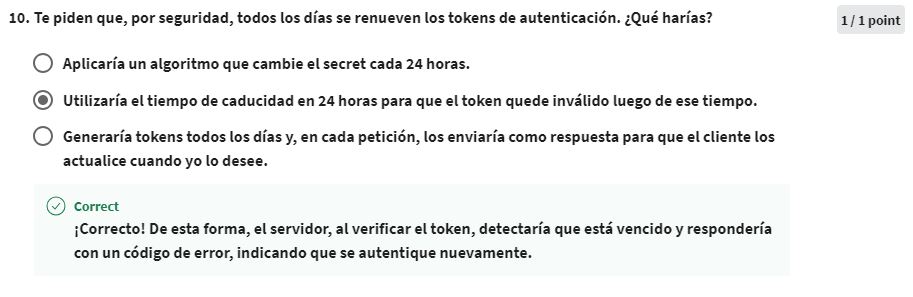 10. Te piden que, por seguridad, todos los días se renueven los tokens de autenticación. ¿Qué harías?
1 / 1 point
Aplicaría un algoritmo que cambie el secret cada 24 horas.
Utilizaría el tiempo de caducidad en 24 horas para que el token quede inválido luego de ese tiempo.
Generaría tokens todos los días y, en cada petición, los enviaría como respuesta para que el cliente los
actualice cuando yo lo desee.
Correct
¡Correcto! De esta forma, el servidor, al verificar el token, detectaría que está vencido y respondería
con un código de error, indicando que se autentique nuevamente.